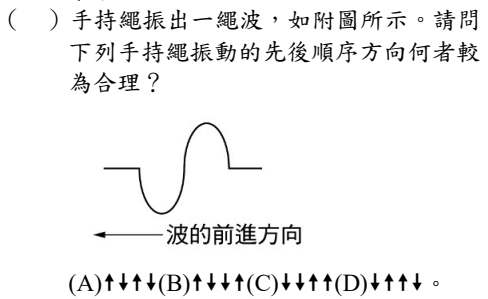 (　)手持繩振出一繩波，如附圖所示。請問
下列手持繩振動的先後順序方向何者較
為合理？
波的前進方向
(A)↑↓↑↓(B)↑↓↓↑(C)↓↓↑↑(D)↓↑↑↓。